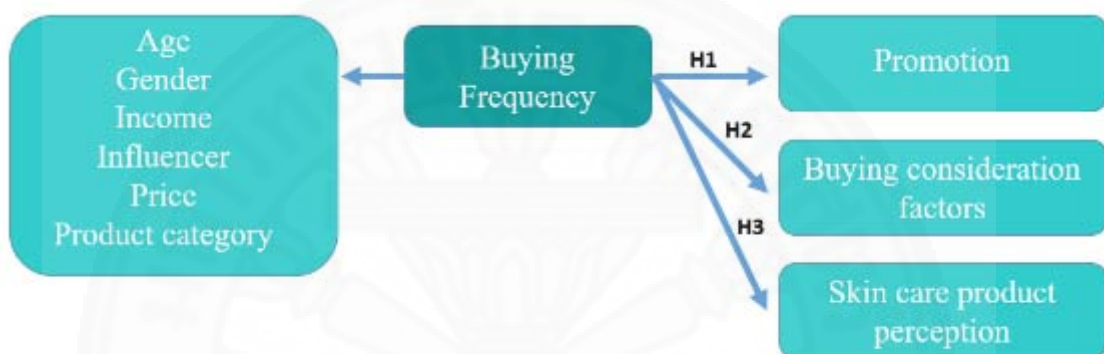 Age
Gender
Income
Influencer
Price
Product category
Buying
Frequency
H1
H2
H3
Promotion
Buying consideration
factors
Skin care product
perception